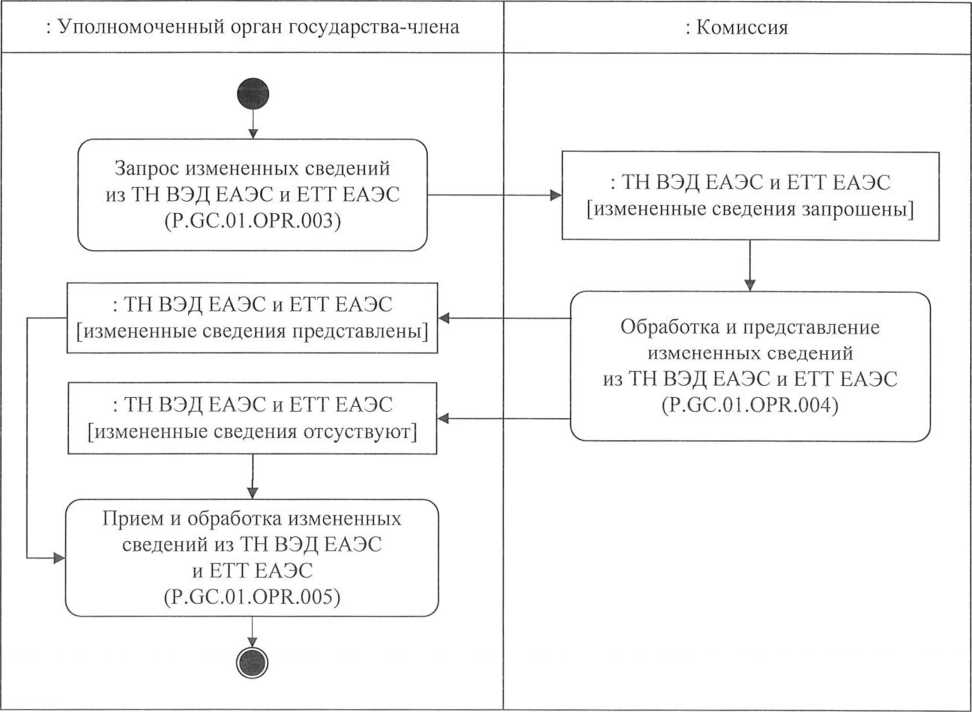 : Уполномоченный орган государства-члена
: Комиссия
Запрос измененных сведений
из ТН ВЭД ЕАЭС и ЕТТ ЕАЭС
(P.GC.01.OPR.003)
: ТН ВЭД ЕАЭС и ЕТТ ЕАЭС
[измененные сведения запрошены]
: ТН ВЭД ЕАЭС и ЕТТ ЕАЭС
[измененные сведения представлены]
Обработка и представление
измененных сведений
из ТН ВЭД ЕАЭС и ЕТТ ЕАЭС
(P.GC.01.OPR.004)
: ТН ВЭД ЕАЭС и ЕТТ ЕАЭС
[измененные сведения отсуствуют]
Прием и обработка измененных
сведений из ТН ВЭД ЕАЭС
и ЕТТ ЕАЭС
(P.GC.01.OPR.005)